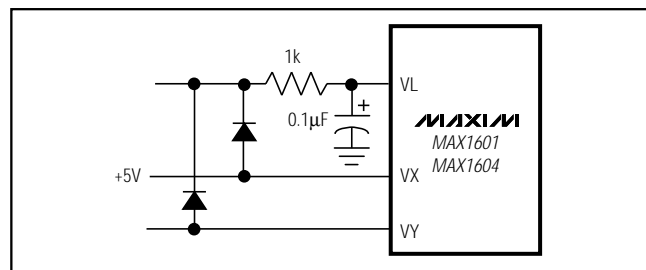 1k
VL
0.1μF
+
MAXIM
MAX1601
MAX1604
+5V
VX
VY